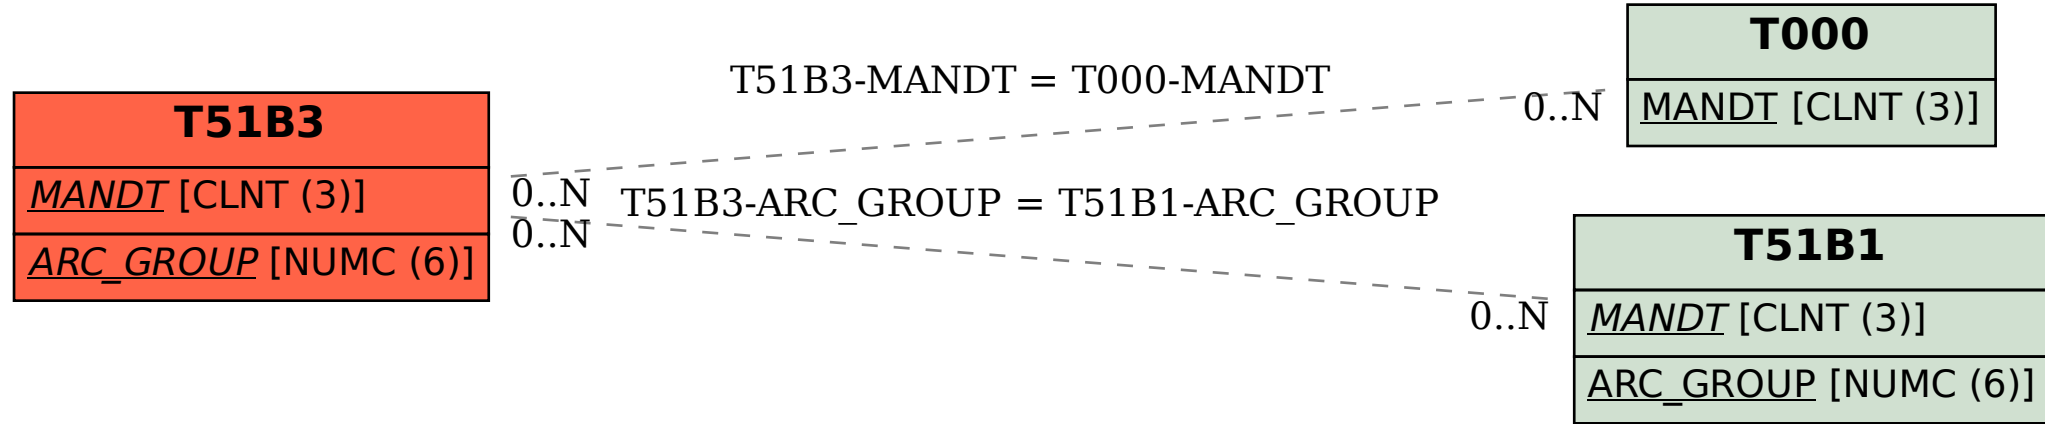 T51B3
MANDT [CLNT (3)]
ARC_GROUP [NUMC (6)]
T51B3-MANDT = T000-MANDT
0..N
0..N
T51B3-ARC_GROUP = T51B1-ARC_GROUP
0..N
0..N
T000
MANDT [CLNT (3)]
T51B1
MANDT [CLNT (3)]
ARC_GROUP [NUMC (6)]